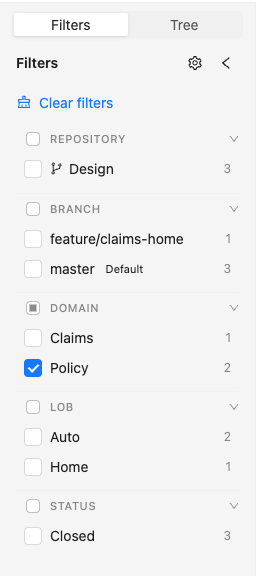 Filters Tree
Filters
Clear filters
REPOSITORY
Design 3
BRANCH
feature/claims-home 1
master Default 3
DOMAIN
Claims 1
Policy 2
LOB
Auto 2
Home 1
STATUS
Closed 3